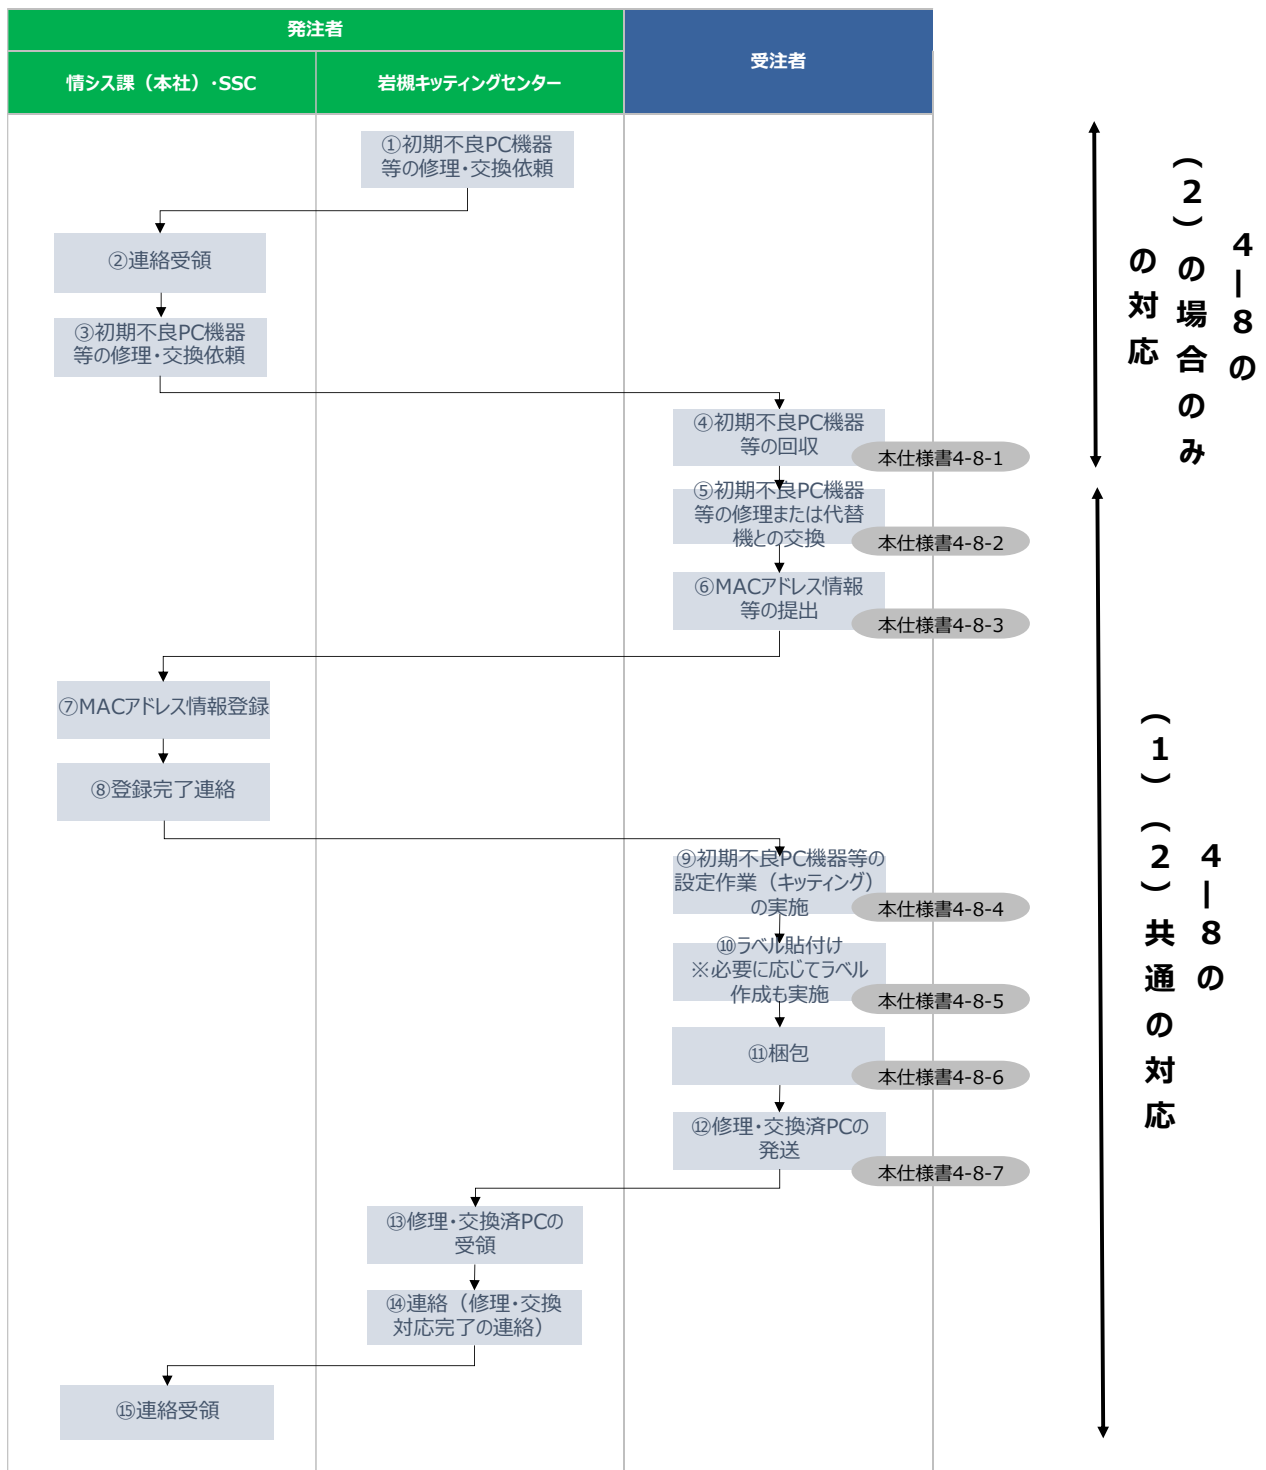 発注者
受注者
情シス課（本社）・SSC
岩槻キッティングセンター
①初期不良PC機器
等の修理・交換依頼
②連絡受領
③初期不良PC機器
等の修理・交換依頼
④初期不良PC機器
等の回収
本仕様書4-8-1
⑤初期不良PC機器
等の修理または代替
機との交換
本仕様書4-8-2
⑥MACアドレス情報
等の提出
本仕様書4-8-3
⑦MACアドレス情報登録
⑧登録完了連絡
⑨初期不良PC機器等の
設定作業（キッティング）
の実施
本仕様書4-8-4
⑩ラベル貼付け
※必要に応じてラベル
作成も実施
本仕様書4-8-5
⑪梱包
本仕様書4-8-6
⑫修理・交換済PCの
発送
本仕様書4-8-7
⑬修理・交換済PCの
受領
⑭連絡（修理・交換
対応完了の連絡）
⑮連絡受領
4ー8の
（2）の場合のみ
の対応
4ー8の
（1）（2）共通の対応